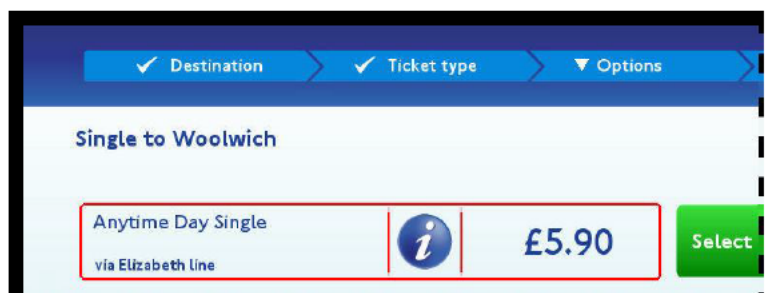 ✓ Destination ✓ Ticket type ▼ Options
Single to Woolwich
Anytime Day Single
i £5.90 Select
via Elizabeth line